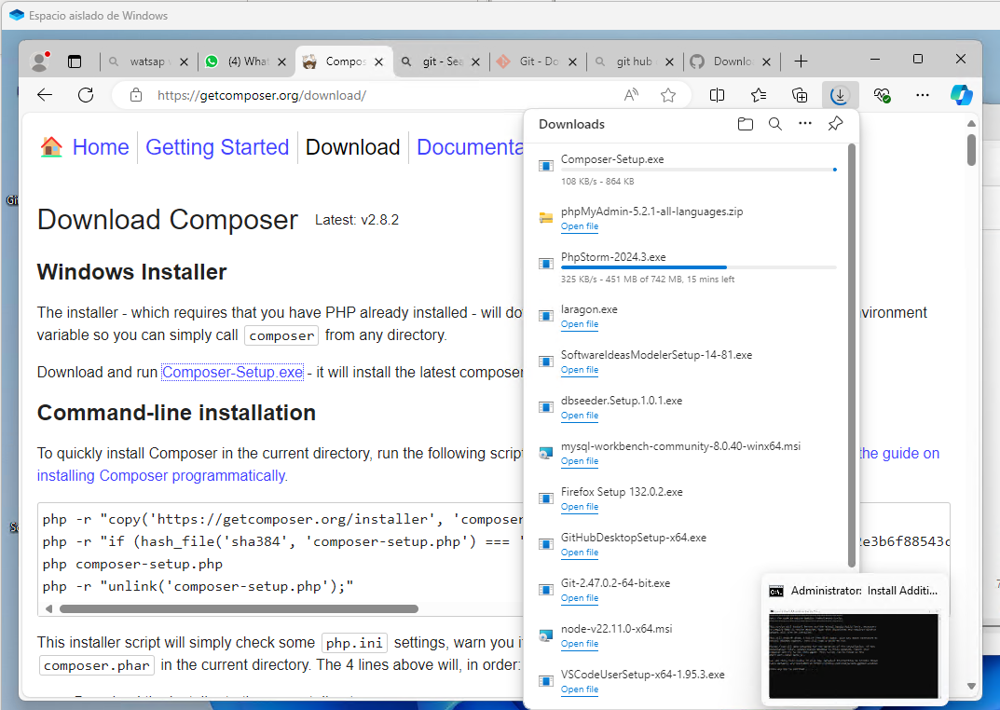 Espacio aislado de Windows
watsap
(4) What
Compos
git - Sea
Git - Do
git hub
Downlo
https://getcomposer.org/download/
Home
Getting Started
Download
Documenta
Download Composer
Latest: v2.8.2
Windows Installer
The installer - which requires that you have PHP already installed - will do
vironment
variable so you can simply call composer from any directory.
Download and run Composer-Setup.exe - it will install the latest composer
Command-line installation
To quickly install Composer in the current directory, run the following script
the guide on
installing Composer programmatically.
php -r "copy('https://getcomposer.org/installer', 'composer
php -r "if (hash_file('sha384', 'composer-setup.php') === '
e3b6f88543c
php composer-setup.php
php -r "unlink('composer-setup.php');"
This installer script will simply check some php.ini settings, warn you i
composer.phar in the current directory. The 4 lines above will, in order:
Downloads
Composer-Setup.exe
108 KB/s - 864 KB
phpMyAdmin-5.2.1-all-languages.zip
Open file
PhpStorm-2024.3.exe
325 KB/s - 451 MB of 742 MB, 15 mins left
laragon.exe
Open file
SoftwareIdeasModelerSetup-14-81.exe
Open file
dbseeder.Setup.1.0.1.exe
Open file
mysql-workbench-community-8.0.40-winx64.msi
Open file
Firefox Setup 132.0.2.exe
Open file
GitHubDesktopSetup-x64.exe
Open file
Git-2.47.0.2-64-bit.exe
Open file
node-v22.11.0-x64.msi
Open file
VSCodeUserSetup-x64-1.95.3.exe
Open file
Administrator: Install Additi...